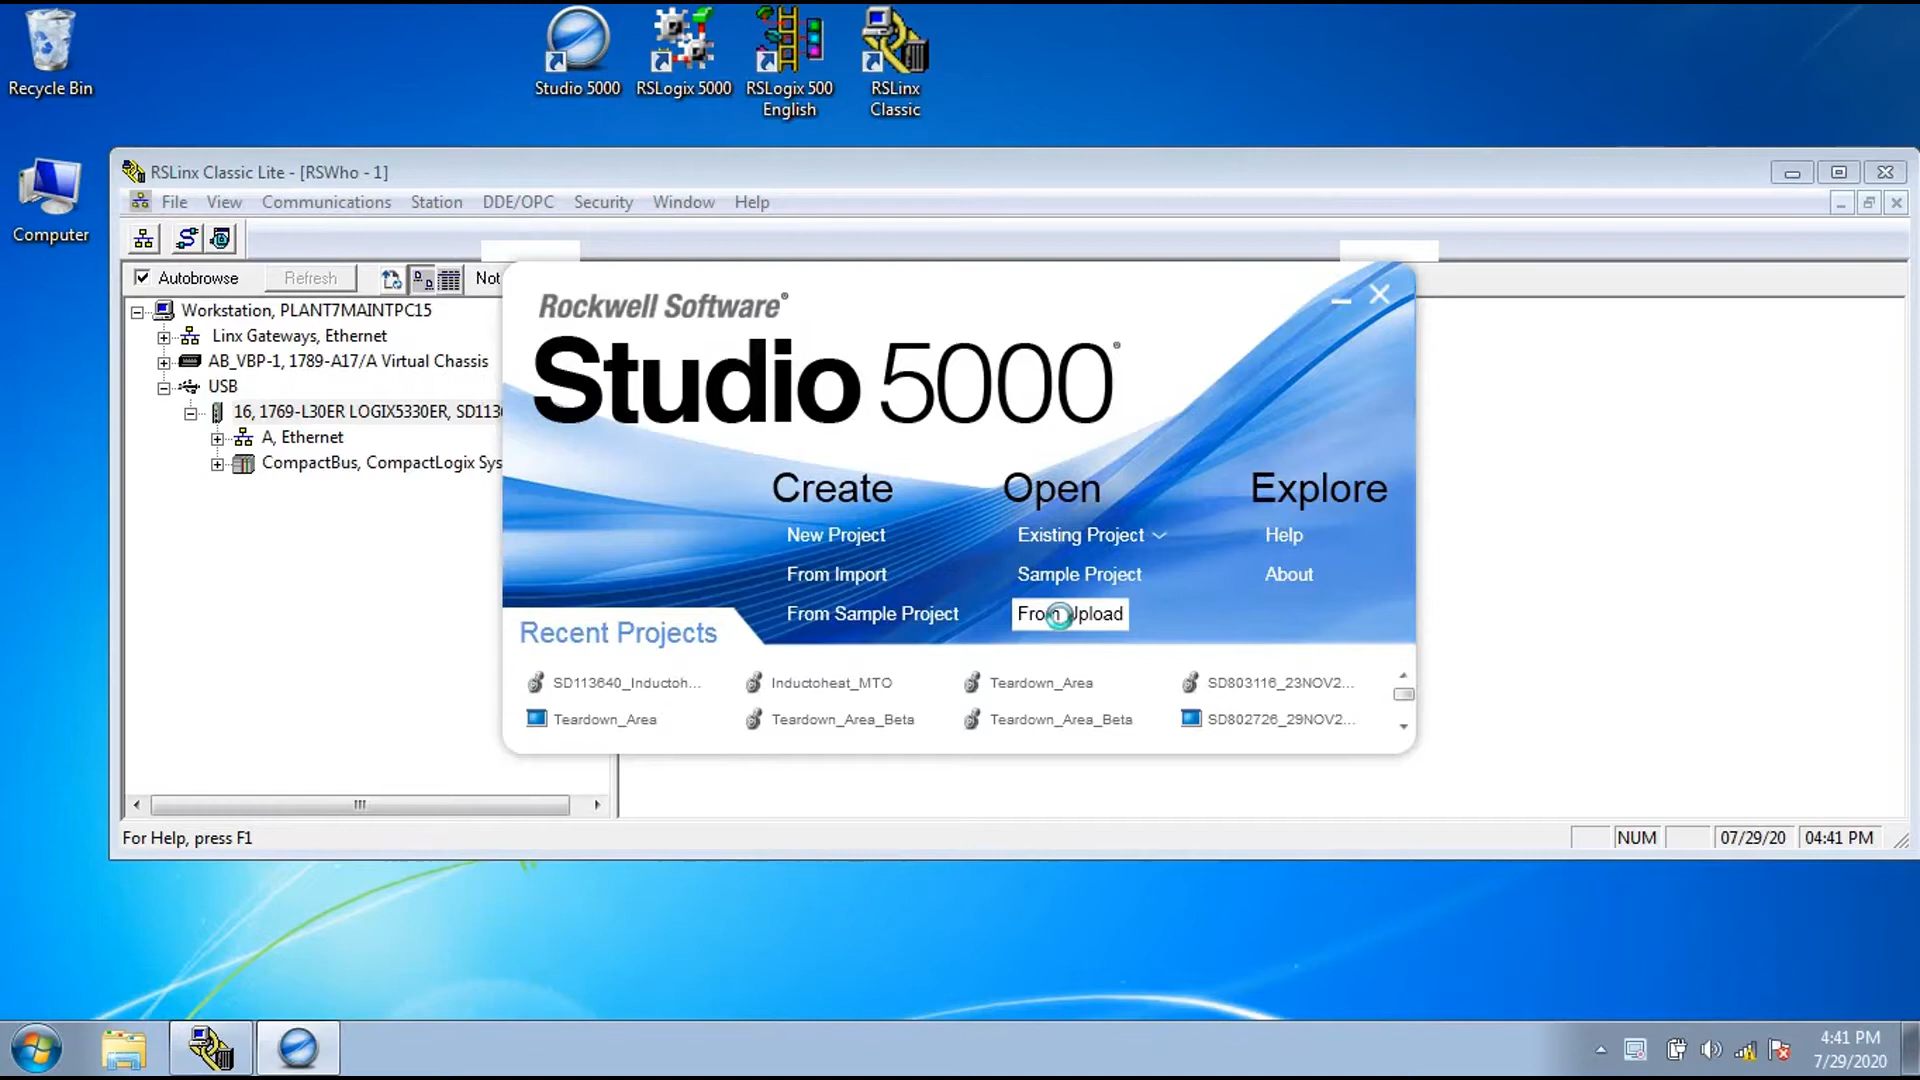 Recycle Bin
Studio 5000
RSLogix 5000
RSLogix 500
English
RSLinx
Classic
Computer
RSLinx Classic Lite - [RSWho - 1]
File View Communications Station DDE/OPC Security Window Help
Autobrowse Refresh Not
Workstation, PLANT7MAINTPC15
Linx Gateways, Ethernet
AB_VBP-1, 1789-A17/A Virtual Chassis
USB
16, 1769-L30ER LOGIX5330ER, SD113
A, Ethernet
CompactBus, CompactLogix Sys
Rockwell Software®
Studio 5000®
Create
New Project
From Import
From Sample Project
Open
Existing Project
Sample Project
From Upload
Explore
Help
About
Recent Projects
SD113640_Inductoh... Inductoheat_MTO Teardown_Area SD803116_23NOV2...
Teardown_Area Teardown_Area_Beta Teardown_Area_Beta SD802726_29NOV2...
For Help, press F1
NUM 07/29/20 04:41 PM
4:41 PM
7/29/2020